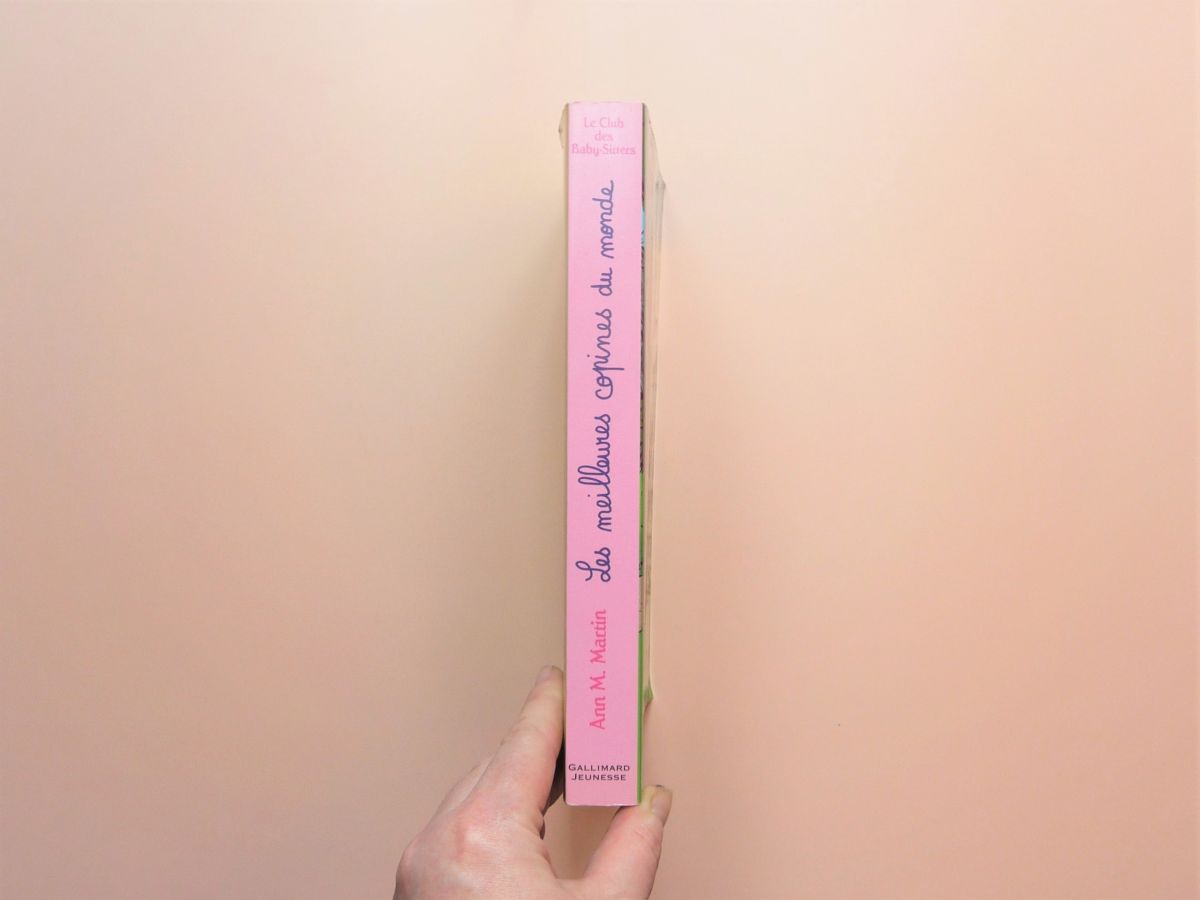 Le Club
des
Baby-Sitters
Les meilleures copines du monde
Ann M. Martin
GALLIMARD
JEUNESSE